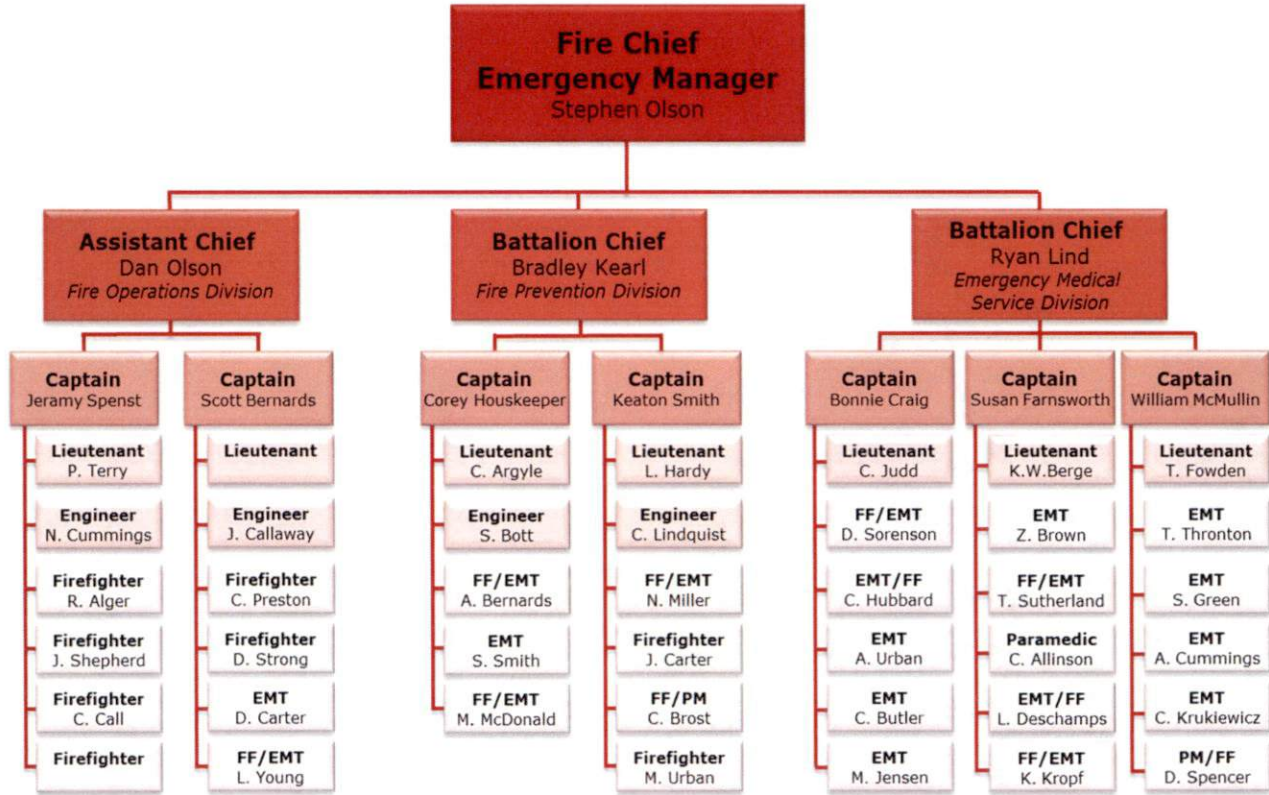 Fire Chief
Emergency Manager
Stephen Olson
Assistant Chief
Dan Olson
Fire Operations Division
Battalion Chief
Bradley Kearl
Fire Prevention Division
Battalion Chief
Ryan Lind
Emergency Medical
Service Division
Captain
Jeramy Spenst
Lieutenant
P. Terry
Engineer
N. Cummings
Firefighter
R. Alger
Firefighter
J. Shepherd
Firefighter
C. Call
Firefighter
Captain
Scott Bernards
Lieutenant
Engineer
J. Callaway
Firefighter
C. Preston
Firefighter
D. Strong
EMT
D. Carter
FF/EMT
L. Young
Captain
Corey Houskeeper
Lieutenant
C. Argyle
Engineer
S. Bott
FF/EMT
A. Bernards
EMT
S. Smith
FF/EMT
M. McDonald
Captain
Keaton Smith
Lieutenant
L. Hardy
Engineer
C. Lindquist
FF/EMT
N. Miller
Firefighter
J. Carter
FF/PM
C. Brost
Firefighter
M. Urban
Captain
Bonnie Craig
Lieutenant
C. Judd
FF/EMT
D. Sorenson
EMT/FF
C. Hubbard
EMT
A. Urban
EMT
C. Butler
EMT
M. Jensen
Captain
Susan Farnsworth
Lieutenant
K.W.Berge
EMT
Z. Brown
FF/EMT
T. Sutherland
Paramedic
C. Allinson
EMT/FF
L. Deschamps
FF/EMT
K. Kropf
Captain
William McMullin
Lieutenant
T. Fowden
EMT
T. Thronton
EMT
S. Green
EMT
A. Cummings
EMT
C. Krukiewicz
PM/FF
D. Spencer